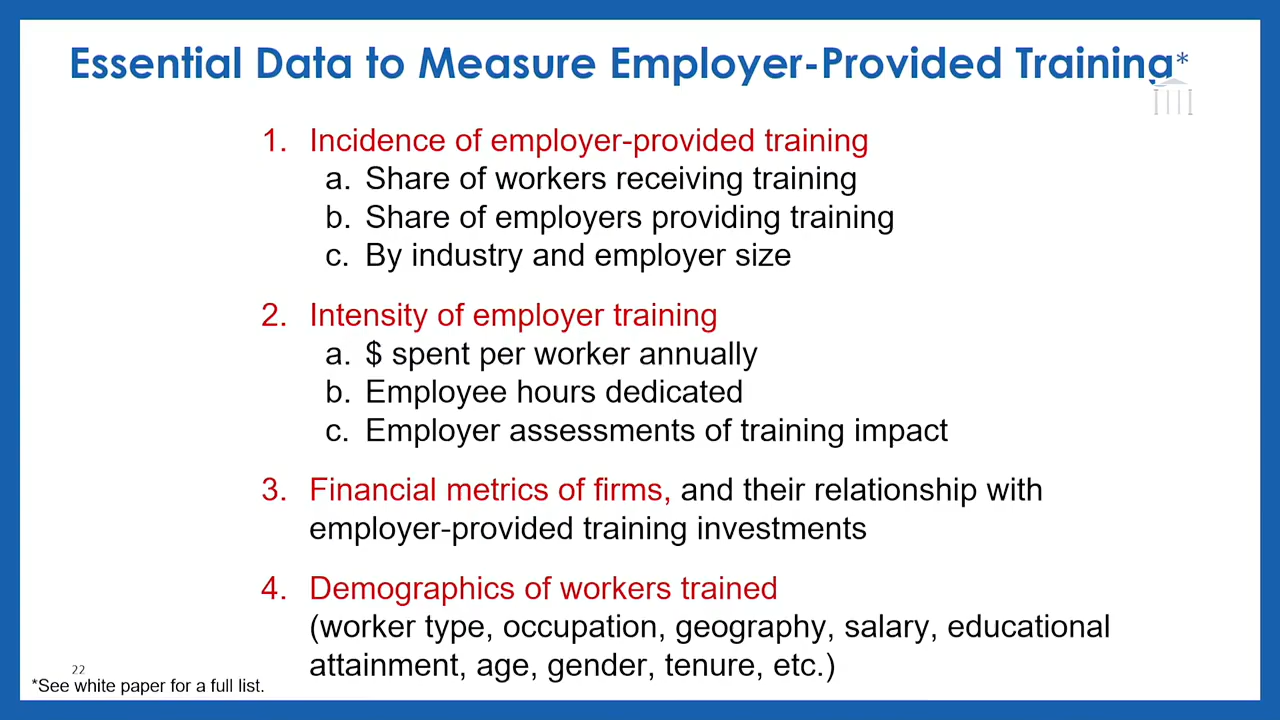 Essential Data to Measure Employer-Provided Training*
1. Incidence of employer-provided training
a. Share of workers receiving training
b. Share of employers providing training
c. By industry and employer size
2. Intensity of employer training
a. $ spent per worker annually
b. Employee hours dedicated
c. Employer assessments of training impact
3. Financial metrics of firms, and their relationship with
employer-provided training investments
4. Demographics of workers trained
(worker type, occupation, geography, salary, educational
attainment, age, gender, tenure, etc.)
22
*See white paper for a full list.